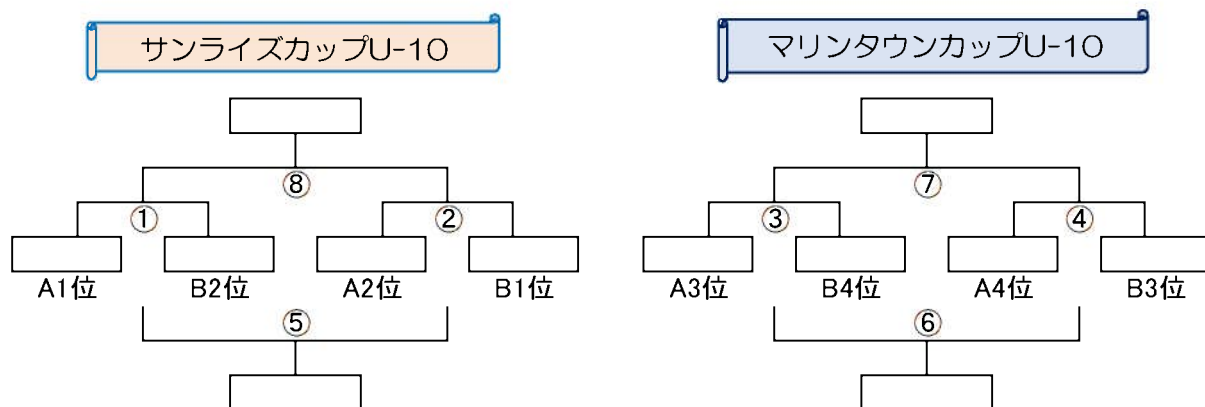 サンライズカップU-10
マリンタウンカップU-10
⑧
⑦
①
②
③
④
A1位
B2位
A2位
B1位
A3位
B4位
A4位
B3位
⑤
⑥